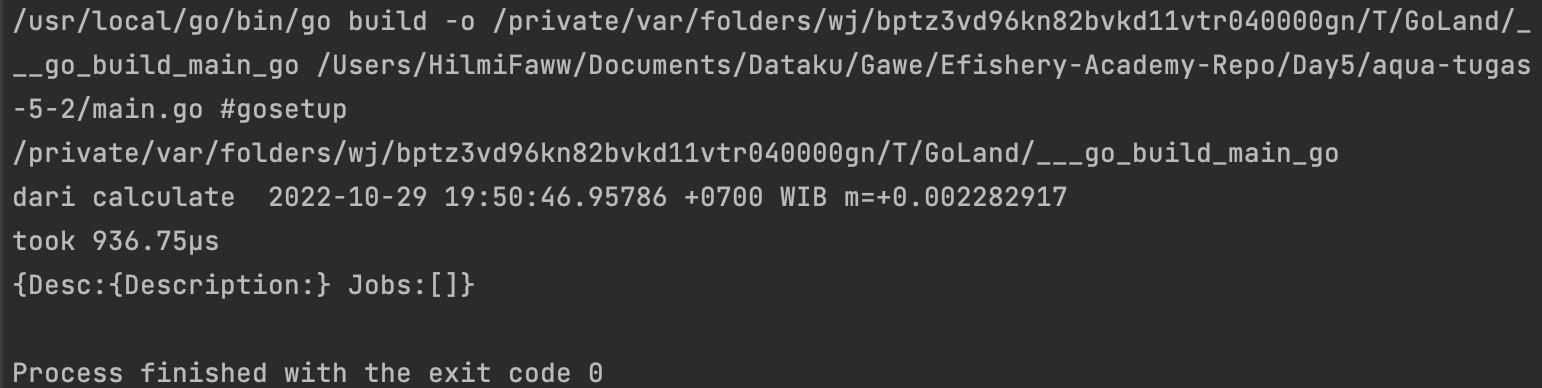 /usr/local/go/bin/go build -o /private/var/folders/wj/bptz3vd96kn82bvkd11vtr040000gn/T/GoLand/_
__go_build_main_go /Users/HilmiFaww/Documents/Dataku/Gawe/Efishery-Academy-Repo/Day5/aqua-tugas
-5-2/main.go #gosetup
/private/var/folders/wj/bptz3vd96kn82bvkd11vtr040000gn/T/GoLand/___go_build_main_go
dari calculate  2022-10-29 19:50:46.95786 +0700 WIB m=+0.002282917
took 936.75µs
{Desc:{Description:} Jobs:[]}
Process finished with the exit code 0